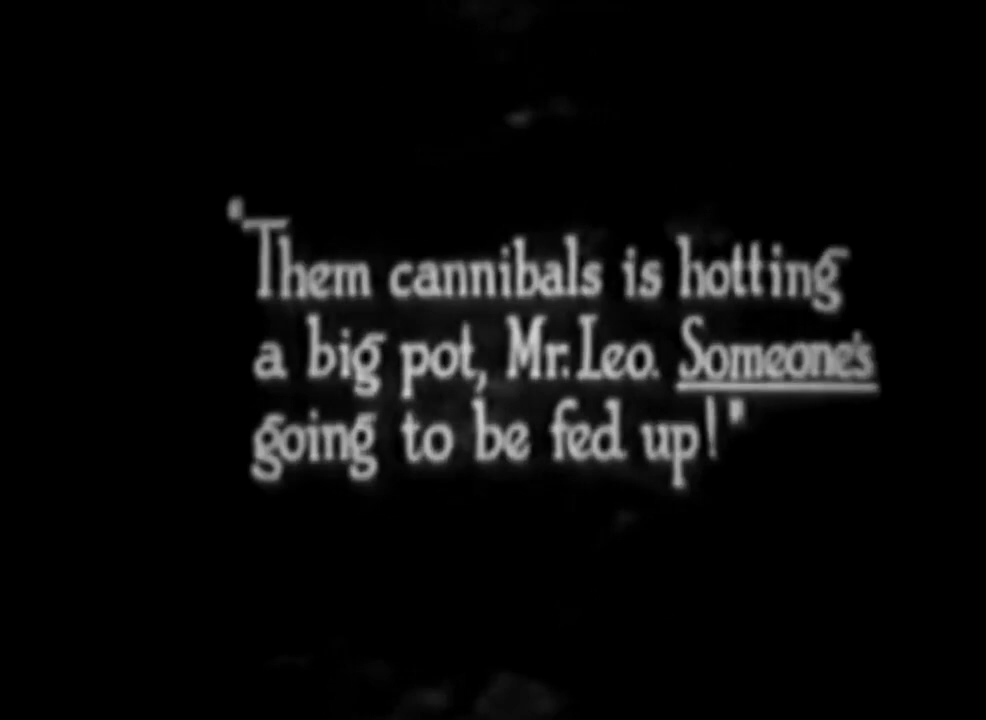 "Them cannibals is hotting
a big pot, Mr. Leo. Someone's
going to be fed up!"